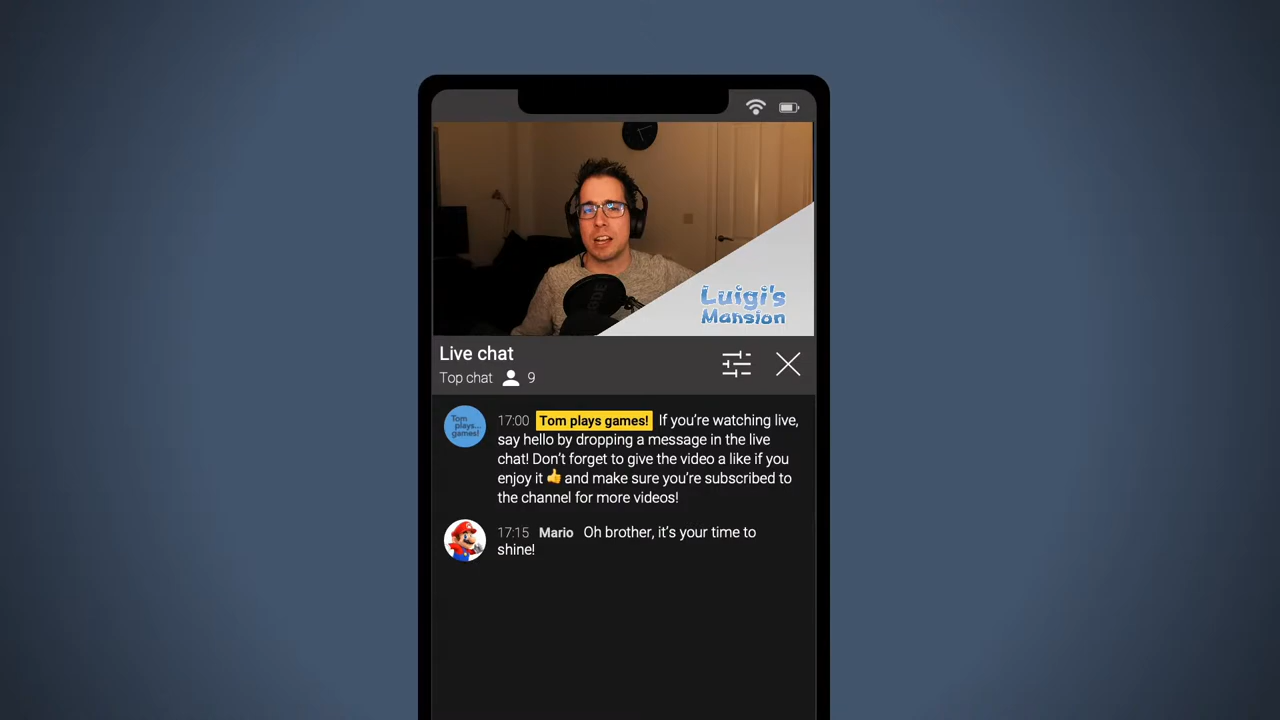 Luigi's
Mansion
Live chat
Top chat 9
Tom
plays...
games!
17:00 Tom plays games! If you’re watching live,
say hello by dropping a message in the live
chat! Don’t forget to give the video a like if you
enjoy it 👍 and make sure you’re subscribed to
the channel for more videos!
17:15 Mario Oh brother, it’s your time to
shine!